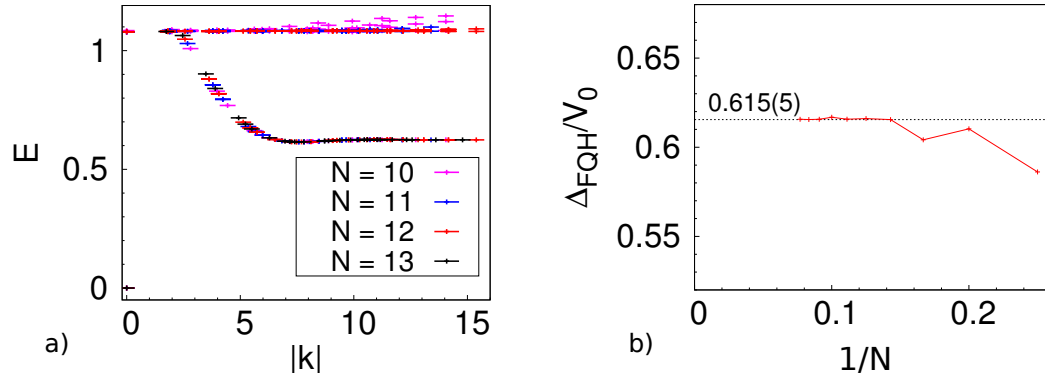 1
0.5
0
E
0
5
10
15
|k|
N = 10
N = 11
N = 12
N = 13
a)
0.65
0.6
0.55
Δ_FQH/V_0
0.615(5)
0
0.1
0.2
1/N
b)